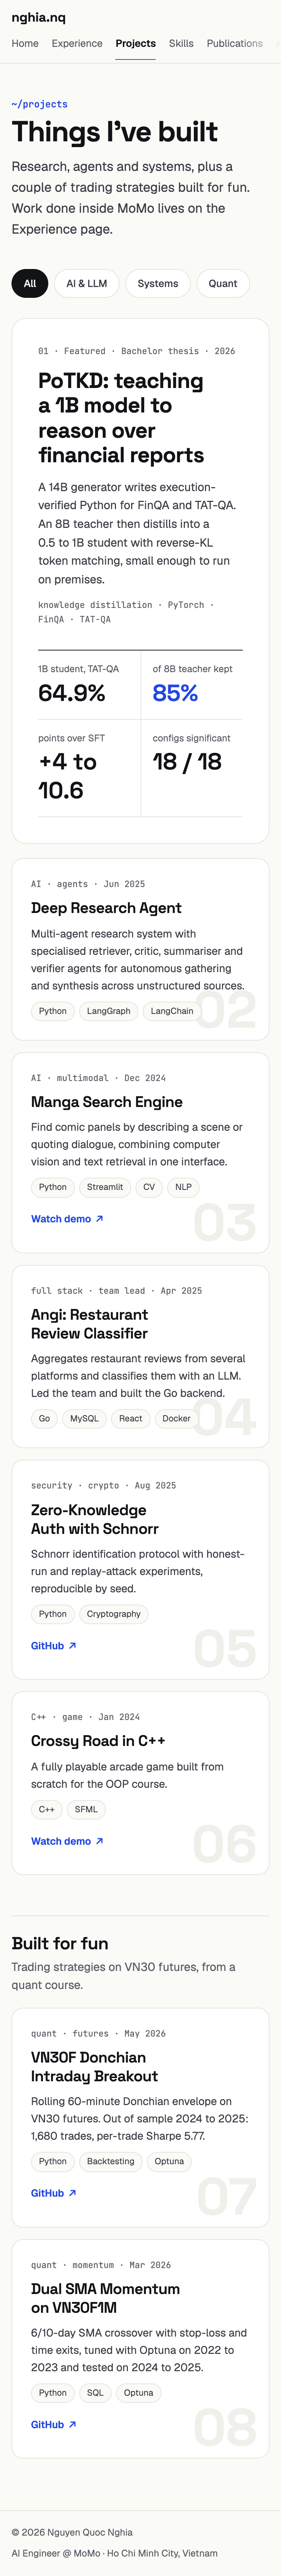 nghia.nq
Home Experience Projects Skills Publications
~/projects
Things I've built
Research, agents and systems, plus a
couple of trading strategies built for fun.
Work done inside MoMo lives on the
Experience page.
All AI & LLM Systems Quant
01 · Featured · Bachelor thesis · 2026
PoTKD: teaching
a 1B model to
reason over
financial reports
A 14B generator writes execution-
verified Python for FinQA and TAT-QA.
An 8B teacher then distills into a
0.5 to 1B student with reverse-KL
token matching, small enough to run
on premises.
knowledge distillation · PyTorch ·
FinQA · TAT-QA
1B student, TAT-QA
64.9%
of 8B teacher kept
85%
points over SFT
+4 to
10.6
configs significant
18 / 18
AI · agents · Jun 2025
Deep Research Agent
Multi-agent research system with
specialised retriever, critic, summariser and
verifier agents for autonomous gathering
and synthesis across unstructured sources.
Python LangGraph LangChain
02
AI · multimodal · Dec 2024
Manga Search Engine
Find comic panels by describing a scene or
quoting dialogue, combining computer
vision and text retrieval in one interface.
Python Streamlit CV NLP
Watch demo ↗
03
full stack · team lead · Apr 2025
Angi: Restaurant
Review Classifier
Aggregates restaurant reviews from several
platforms and classifies them with an LLM.
Led the team and built the Go backend.
Go MySQL React Docker
04
security · crypto · Aug 2025
Zero-Knowledge
Auth with Schnorr
Schnorr identification protocol with honest-
run and replay-attack experiments,
reproducible by seed.
Python Cryptography
GitHub ↗
05
C++ · game · Jan 2024
Crossy Road in C++
A fully playable arcade game built from
scratch for the OOP course.
C++ SFML
Watch demo ↗
06
Built for fun
Trading strategies on VN30 futures, from a
quant course.
quant · futures · May 2026
VN30F Donchian
Intraday Breakout
Rolling 60-minute Donchian envelope on
VN30 futures. Out of sample 2024 to 2025:
1,680 trades, per-trade Sharpe 5.77.
Python Backtesting Optuna
GitHub ↗
07
quant · momentum · Mar 2026
Dual SMA Momentum
on VN30F1M
6/10-day SMA crossover with stop-loss and
time exits, tuned with Optuna on 2022 to
2023 and tested on 2024 to 2025.
Python SQL Optuna
GitHub ↗
08
© 2026 Nguyen Quoc Nghia
AI Engineer @ MoMo · Ho Chi Minh City, Vietnam